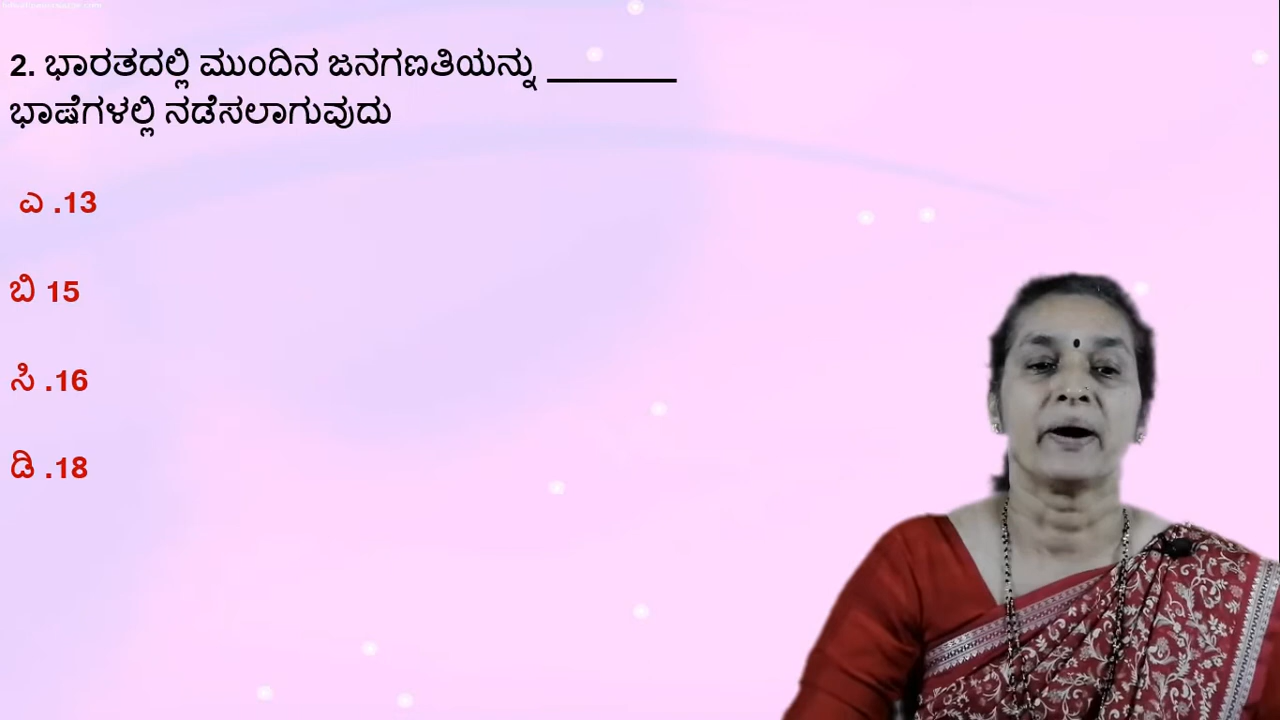 2. ಭಾರತದಲ್ಲಿ ಮುಂದಿನ ಜನಗಣತಿಯನ್ನು ________
ಭಾಷೆಗಳಲ್ಲಿ ನಡೆಸಲಾಗುವುದು
ಎ .13
ಬಿ 15
ಸಿ .16
ಡಿ .18